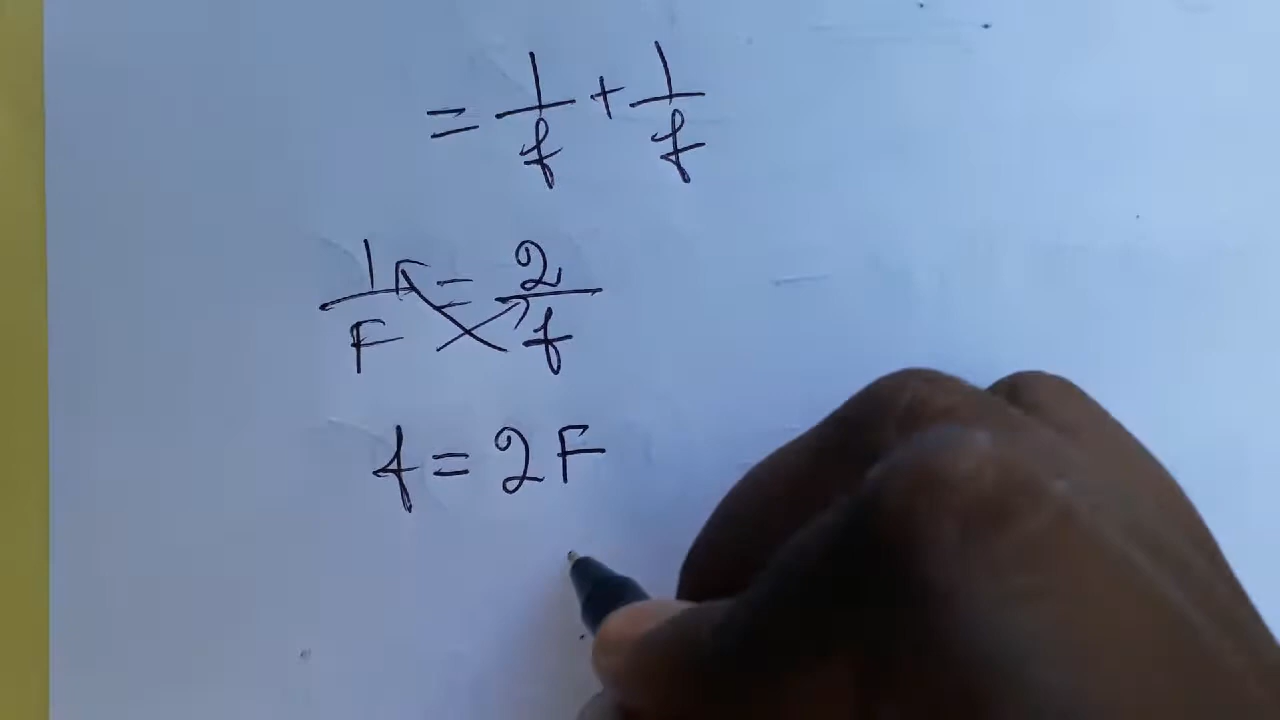 = 1/f + 1/f
1/F = 2/f
f = 2F